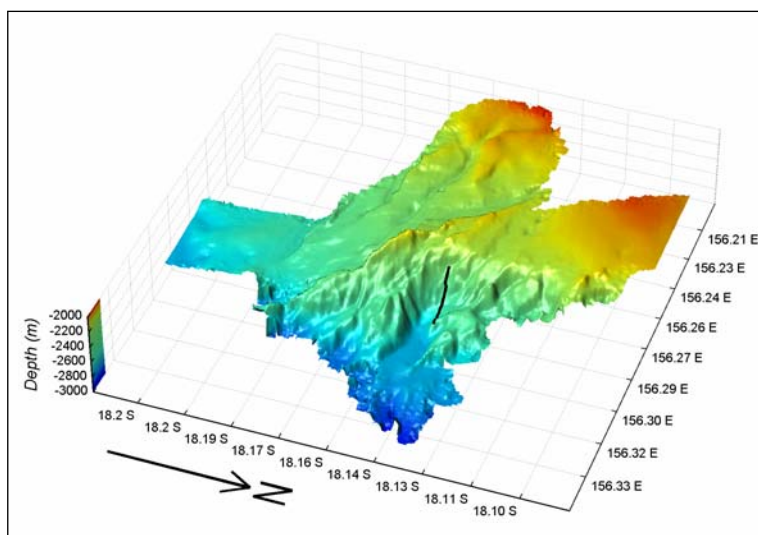 156.21 E
156.23 E
156.24 E
156.26 E
156.27 E
156.29 E
156.30 E
156.32 E
156.33 E
Depth (m)
-2000
-2200
-2400
-2600
-2800
-3000
18.2 S
18.2 S
18.19 S
18.17 S
18.16 S
18.14 S
18.13 S
18.11 S
18.10 S
N